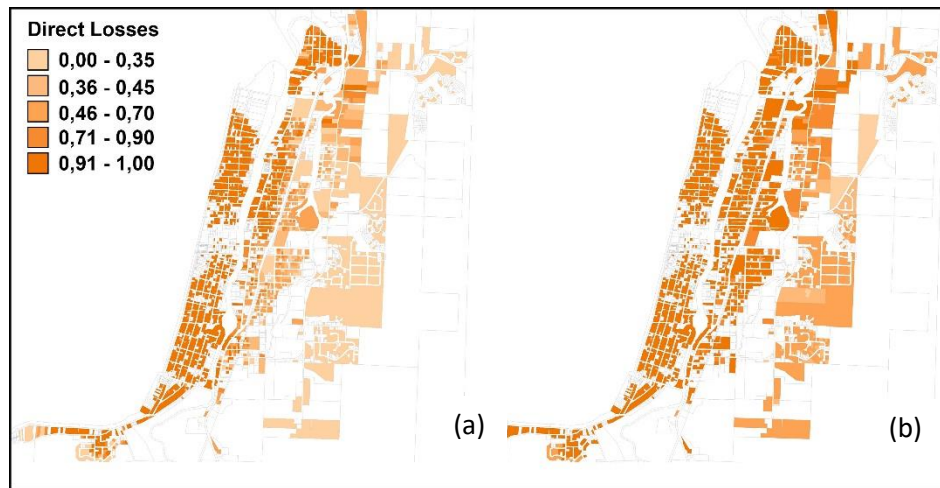 Direct Losses
0,00 - 0,35
0,36 - 0,45
0,46 - 0,70
0,71 - 0,90
0,91 - 1,00
(a)
(b)